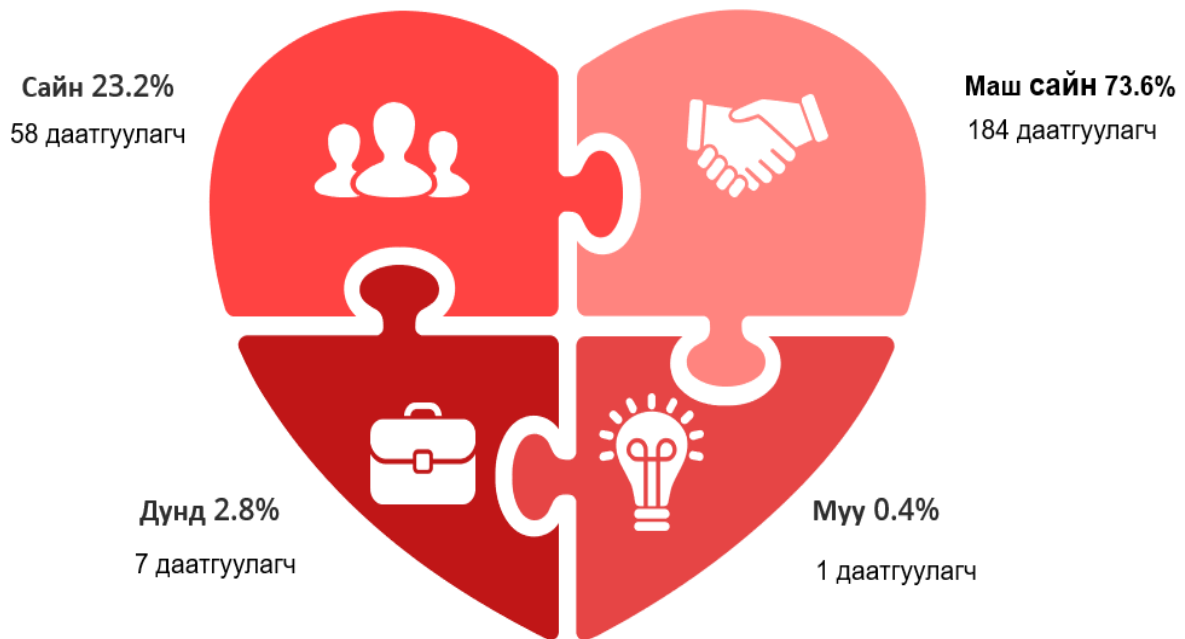 Сайн 23.2%
58 даатгуулагч
Маш сайн 73.6%
184 даатгуулагч
Дунд 2.8%
7 даатгуулагч
Муу 0.4%
1 даатгуулагч